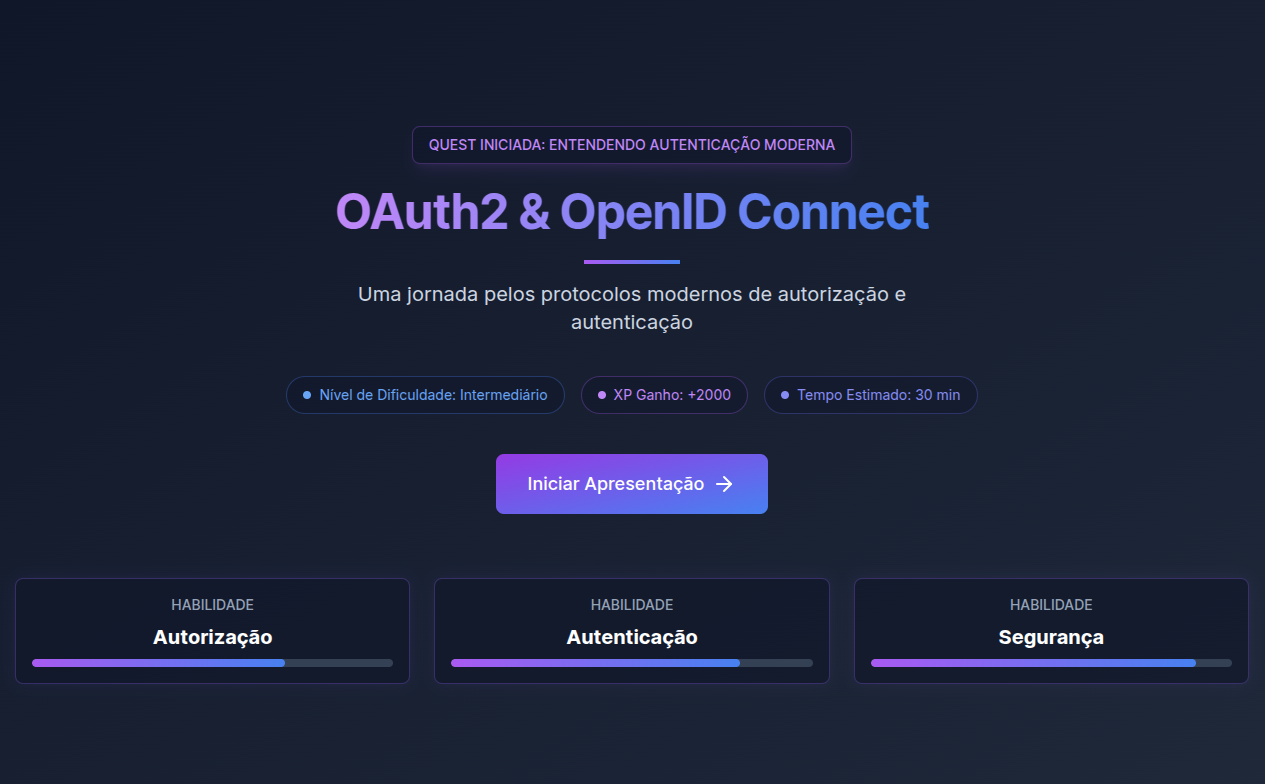 QUEST INICIADA: ENTENDENDO AUTENTICAÇÃO MODERNA
OAuth2 & OpenID Connect
Uma jornada pelos protocolos modernos de autorização e
autenticação
Nível de Dificuldade: Intermediário
XP Ganho: +2000
Tempo Estimado: 30 min
Iniciar Apresentação
HABILIDADE
Autorização
HABILIDADE
Autenticação
HABILIDADE
Segurança